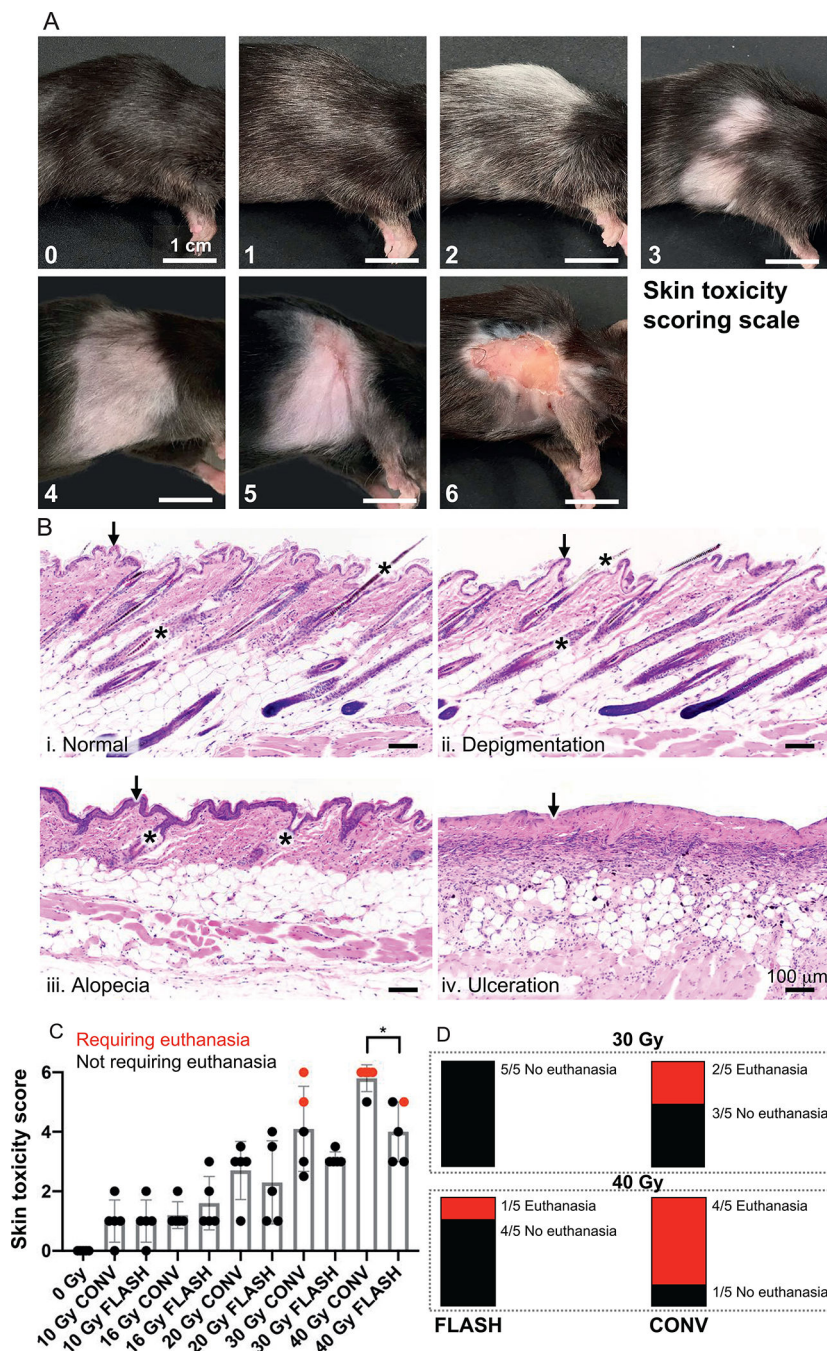 A
0
1 cm
1
2
3
4
5
6
Skin toxicity
scoring scale
B
*
*
i. Normal
*
*
ii. Depigmentation
*
*
iii. Alopecia
iv. Ulceration
100 µm
C
Requiring euthanasia
Not requiring euthanasia
*
Skin toxicity score
6
4
2
0
0 Gy
10 Gy CONV
10 Gy FLASH
16 Gy CONV
16 Gy FLASH
20 Gy CONV
20 Gy FLASH
30 Gy CONV
30 Gy FLASH
40 Gy CONV
40 Gy FLASH
D
30 Gy
5/5 No euthanasia
2/5 Euthanasia
3/5 No euthanasia
40 Gy
1/5 Euthanasia
4/5 No euthanasia
4/5 Euthanasia
1/5 No euthanasia
FLASH
CONV